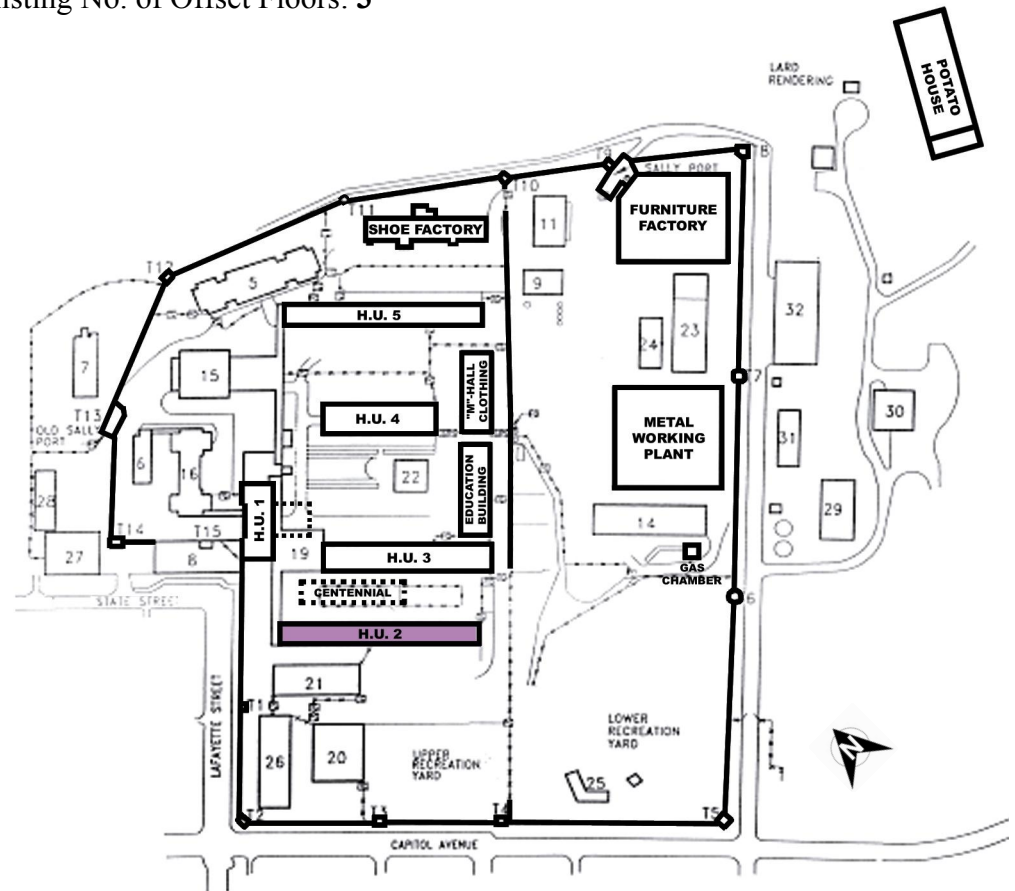 isting No. of Offset Floors: 5
POTATO
HOUSE
LARD
RENDERING
T8
T9
SALLY PORT
T10
T11
11
FURNITURE
FACTORY
SHOE FACTORY
T12
5
9
H.U. 5
23
24
32
7
15
"M"-HALL
CLOTHING
T7
H.U. 4
METAL
WORKING
PLANT
30
T13
OLD SALLY
PORT
31
6
16
22
EDUCATION
BUILDING
28
H.U. 1
14
29
T14
T15
27
8
19
H.U. 3
GAS
CHAMBER
STATE STREET
CENTENNIAL
6
H.U. 2
21
LAFAYETTE STREET
T1
LOWER
RECREATION
YARD
N
26
20
UPPER
RECREATION
YARD
25
T2
T3
T4
T5
CAPITOL AVENUE